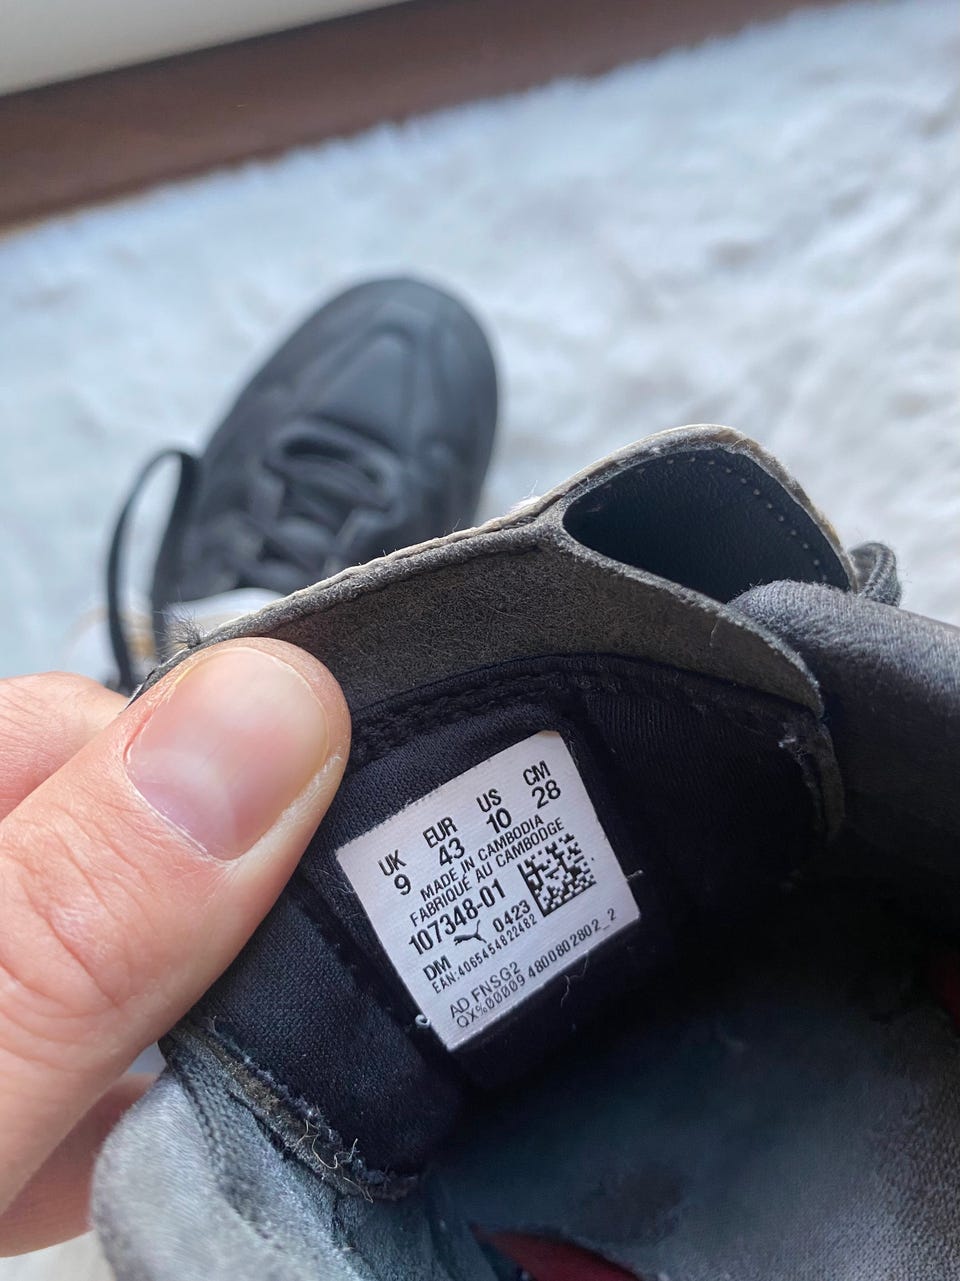 UK EUR US CM
9 43 10 28
MADE IN CAMBODIA
FABRIQUÉ AU CAMBODGE
107348-01
DM 0423
EAN:4065454822482
AD FNSG2
QX%00009 4800802802_2